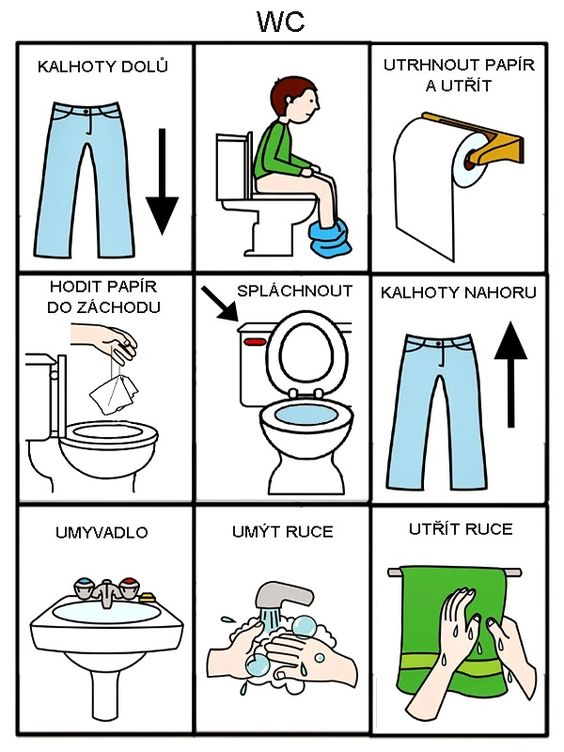 WC
KALHOTY DOLŮ
UTRHNOUT PAPÍR
A UTŘÍT
HODIT PAPÍR
DO ZÁCHODU
SPLÁCHNOUT
KALHOTY NAHORU
UMYVADLO
UMÝT RUCE
UTŘÍT RUCE